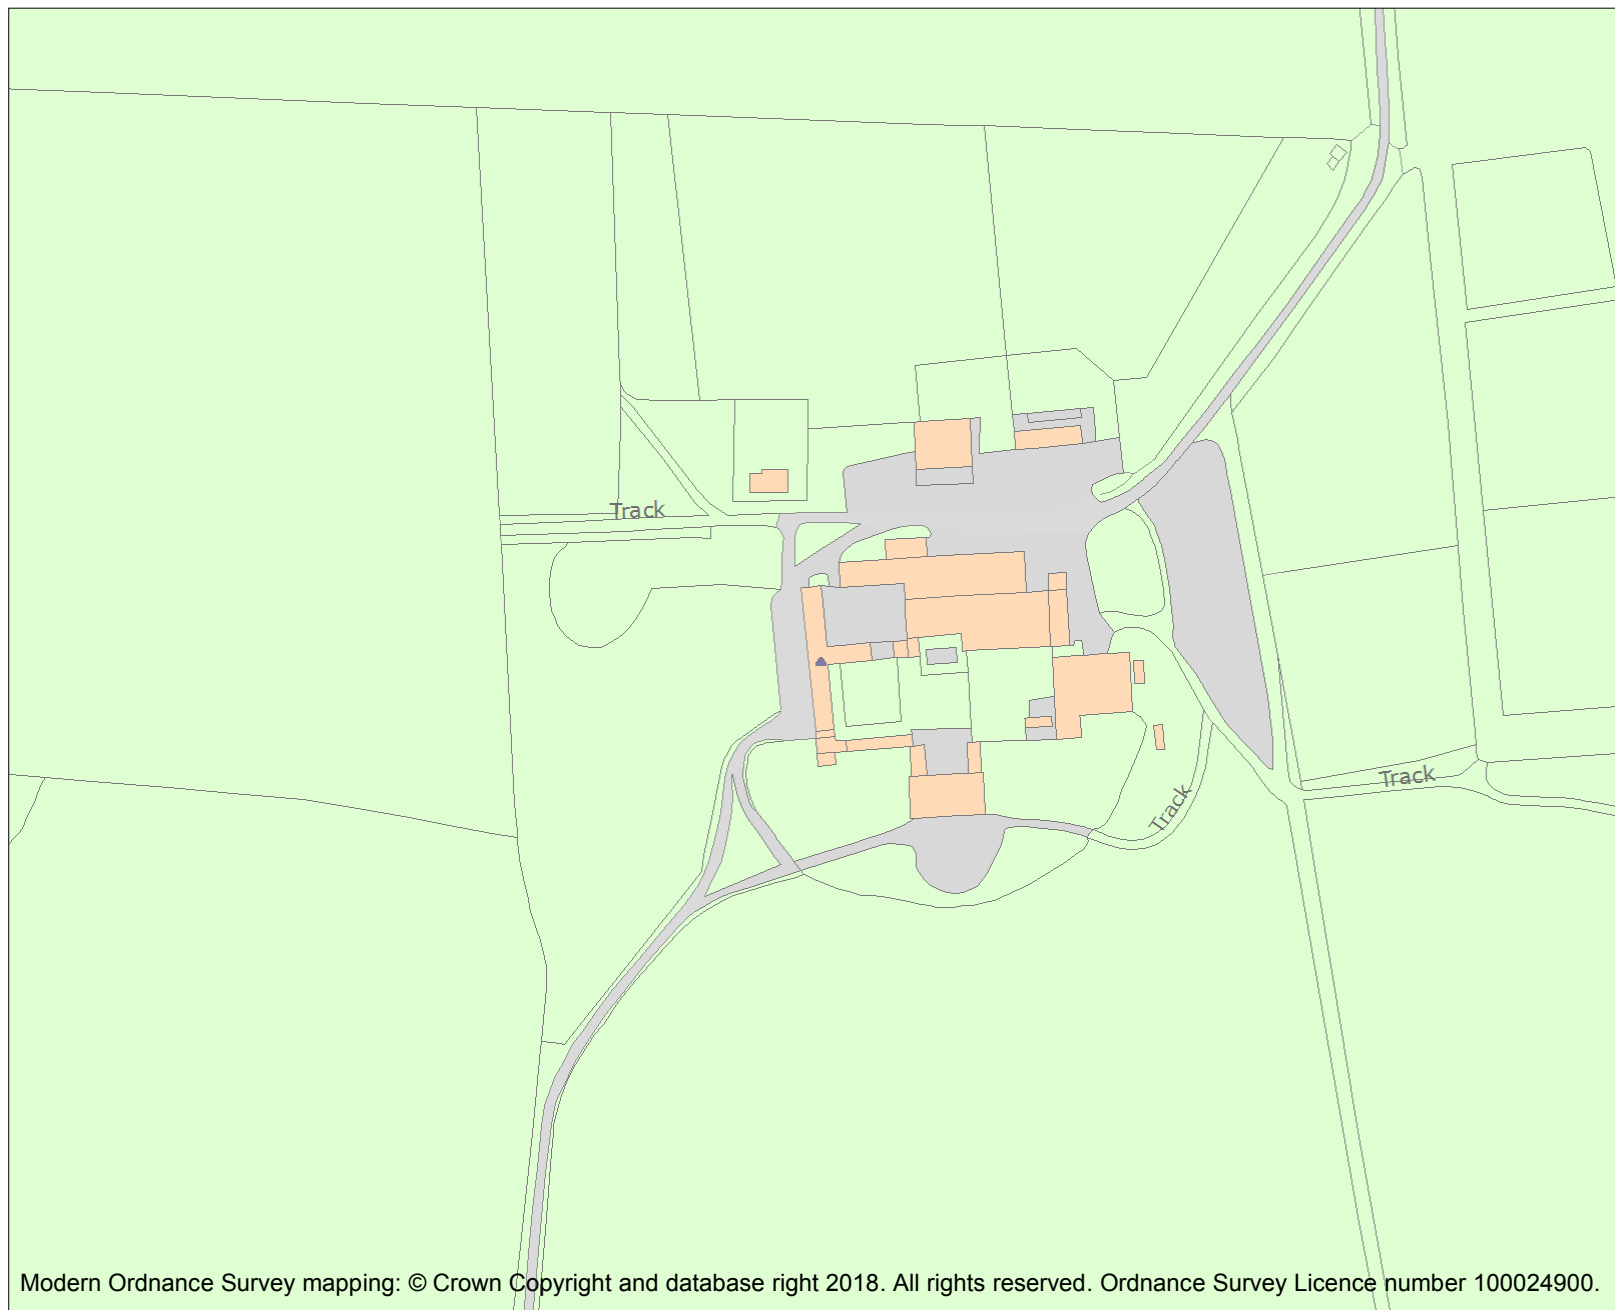 Track
Track
Track
Modern Ordnance Survey mapping: © Crown Copyright and database right 2018. All rights reserved. Ordnance Survey Licence number 100024900.